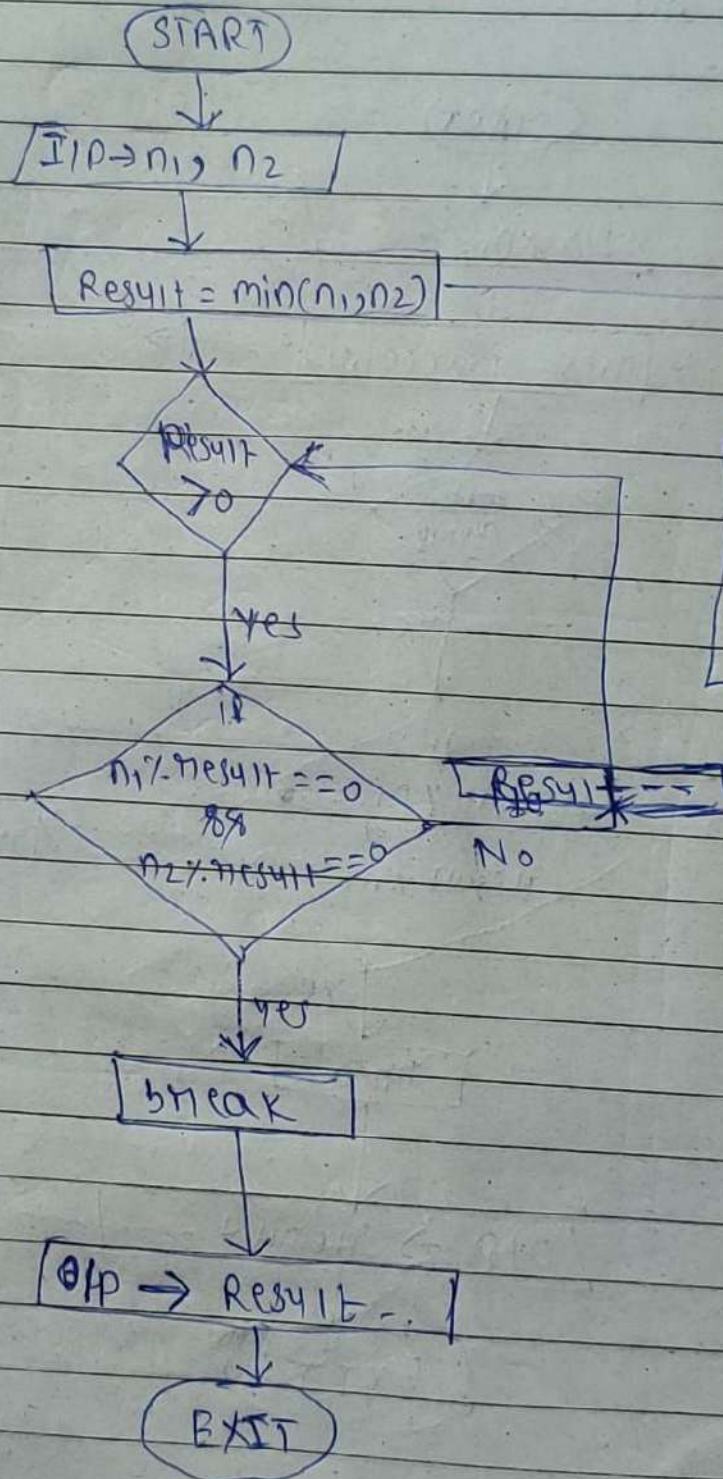 START
I/P → n1, n2
Result = min(n1, n2)
Result
>0
yes
if
n1 % result == 0
&&
n2 % result == 0
Result --
No
yes
break
O/P → Result - .
EXIT